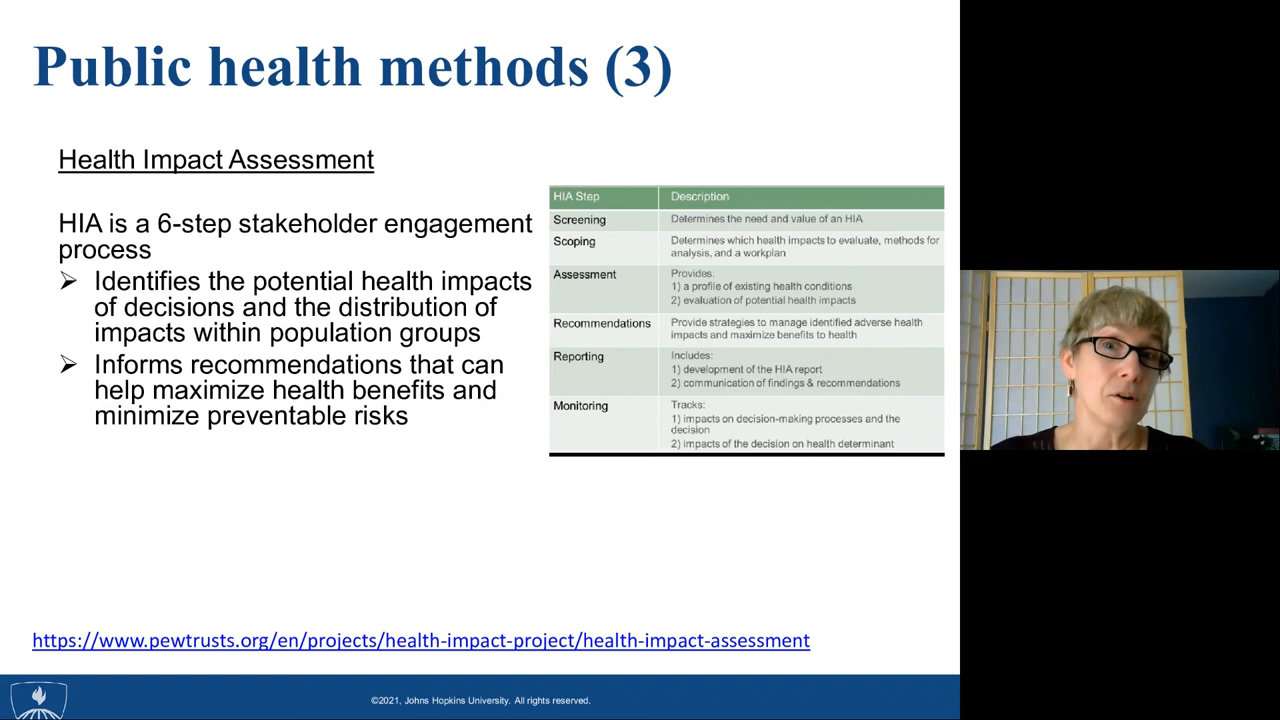 Public health methods (3)
Health Impact Assessment
HIA is a 6-step stakeholder engagement
process
➢ Identifies the potential health impacts
of decisions and the distribution of
impacts within population groups
➢ Informs recommendations that can
help maximize health benefits and
minimize preventable risks
HIA Step Description
Screening Determines the need and value of an HIA
Scoping Determines which health impacts to evaluate, methods for
analysis, and a workplan
Assessment Provides:
1) a profile of existing health conditions
2) evaluation of potential health impacts
Recommendations Provide strategies to manage identified adverse health
impacts and maximize benefits to health
Reporting Includes:
1) development of the HIA report
2) communication of findings & recommendations
Monitoring Tracks:
1) impacts on decision-making processes and the
decision
2) impacts of the decision on health determinant
https://www.pewtrusts.org/en/projects/health-impact-project/health-impact-assessment
©2021, Johns Hopkins University. All rights reserved.